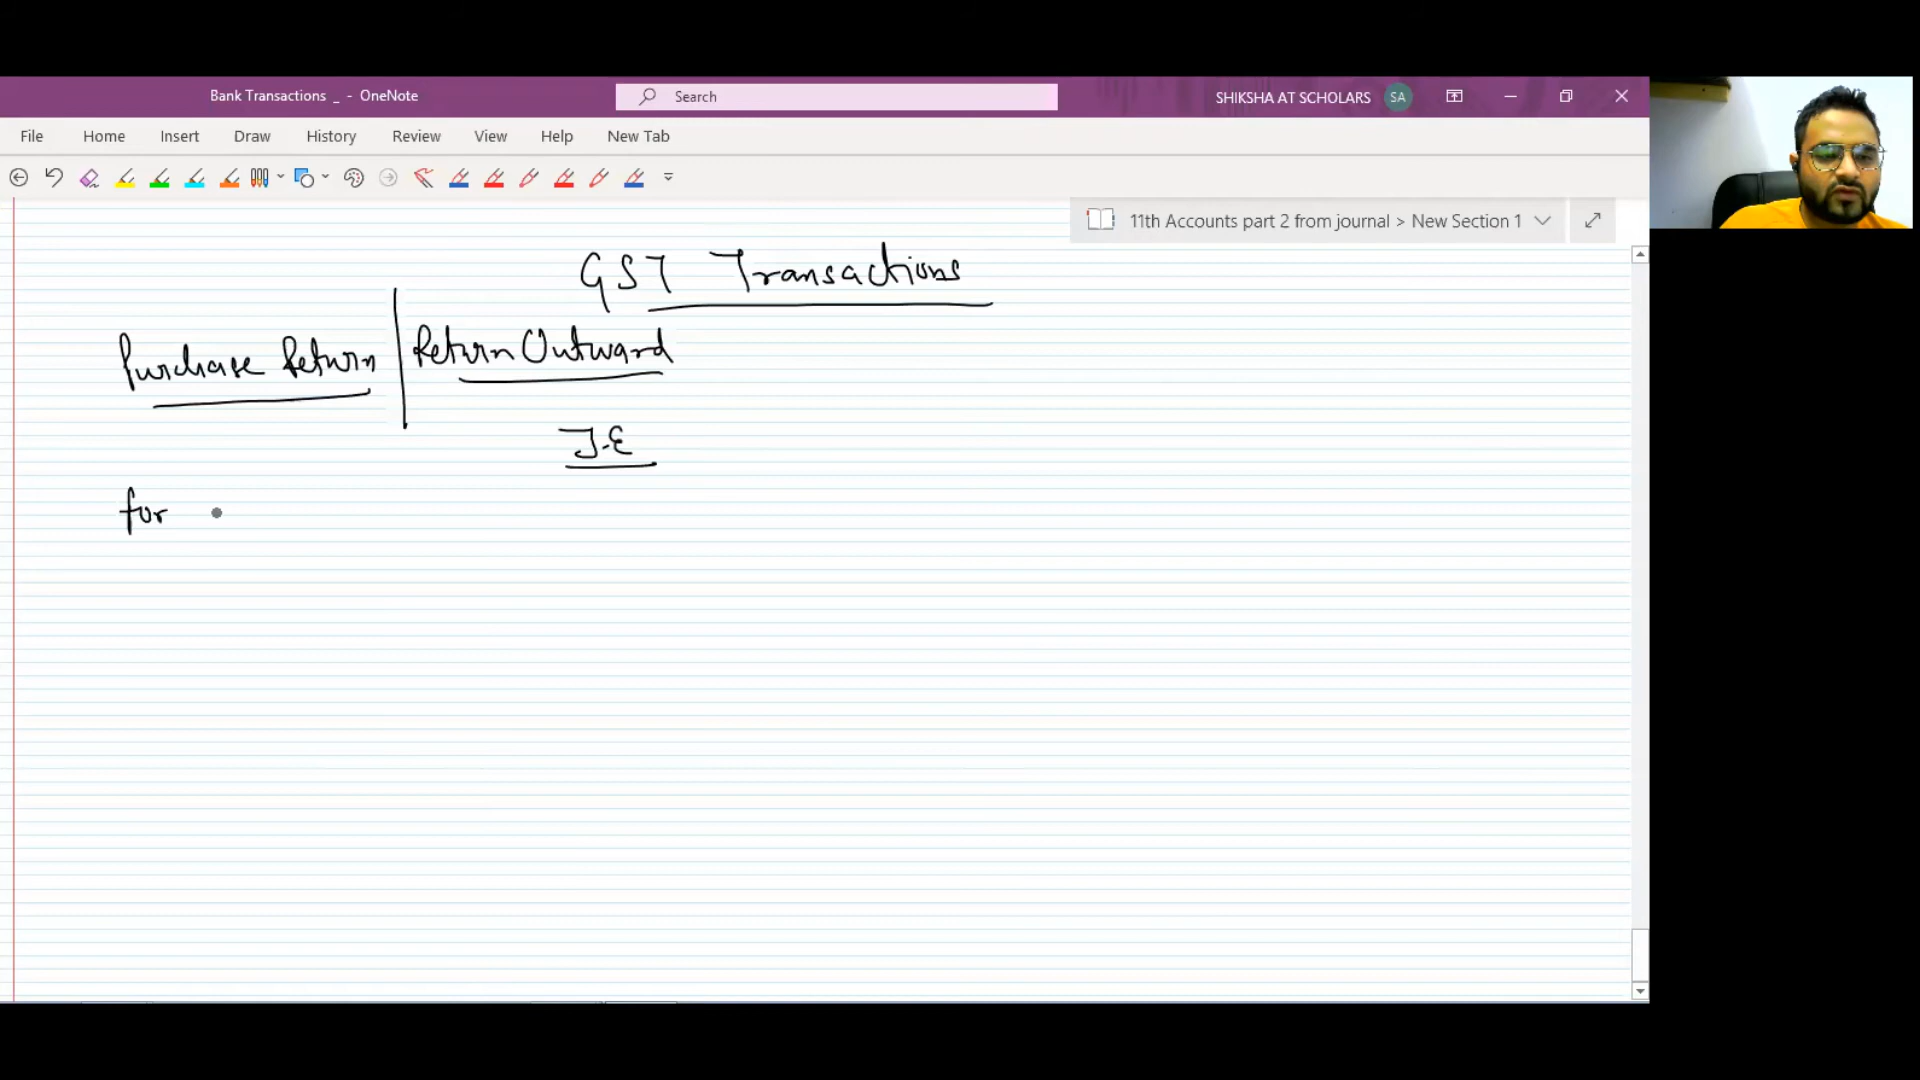 Bank Transactions _ - OneNote
Search
SHIKSHA AT SCHOLARS SA
File Home Insert Draw History Review View Help New Tab
11th Accounts part 2 from journal > New Section 1
GST Transactions
Purchase Return | Return Outward
J.E
for